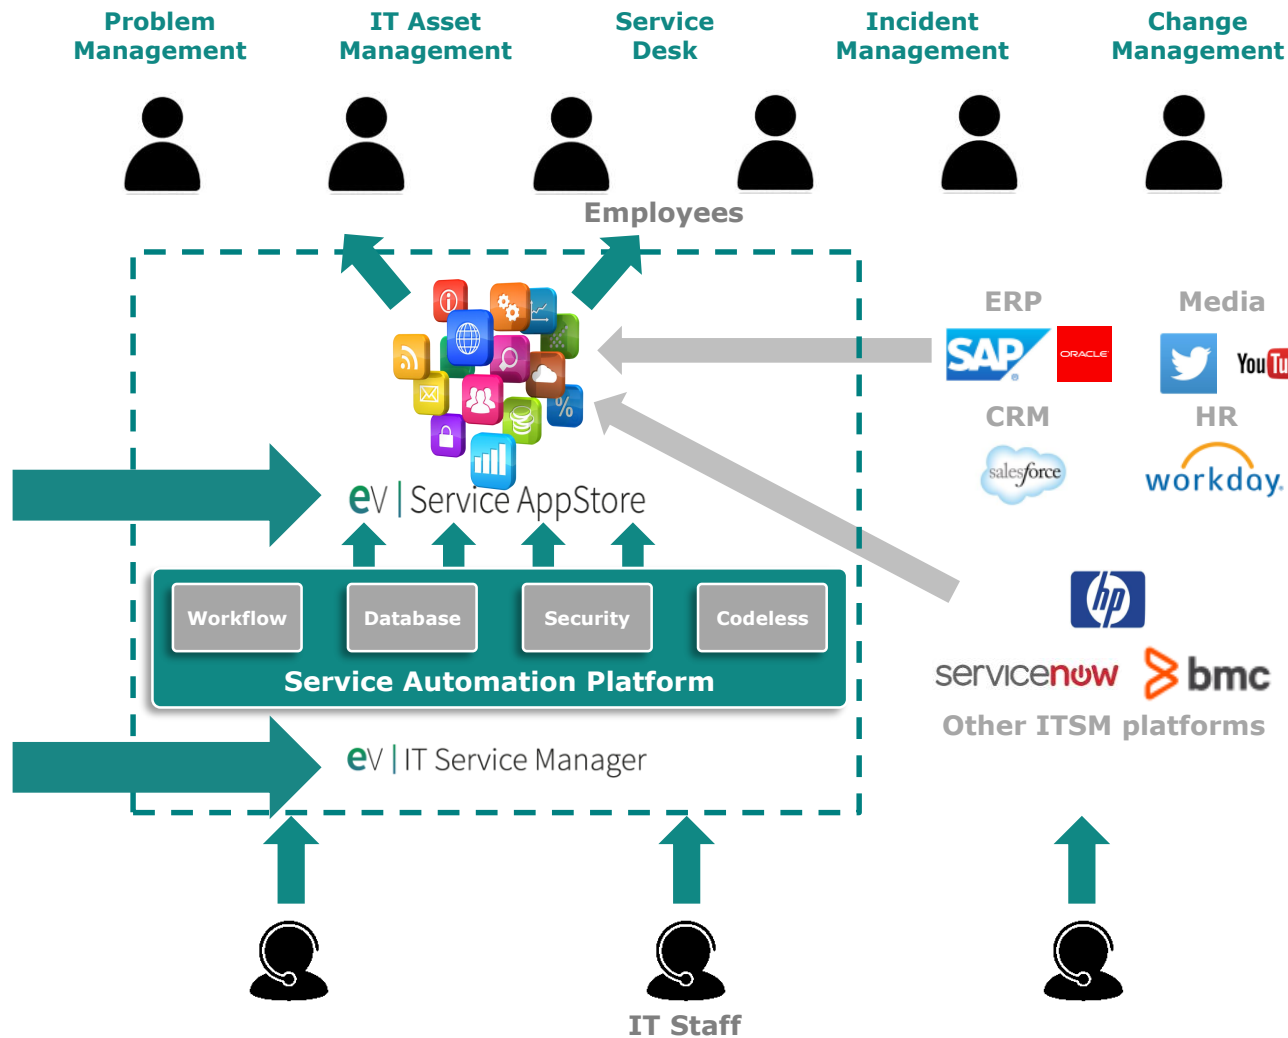 Problem
Management
IT Asset
Management
Service
Desk
Incident
Management
Change
Management
Employees
ERP
Media
SAP
ORACLE
You Tu
CRM
HR
salesforce
workday.
%
eV | Service AppStore
Workflow
Database
Security
Codeless
Service Automation Platform
hp
servicenow
bmc
Other ITSM platforms
eV | IT Service Manager
IT Staff